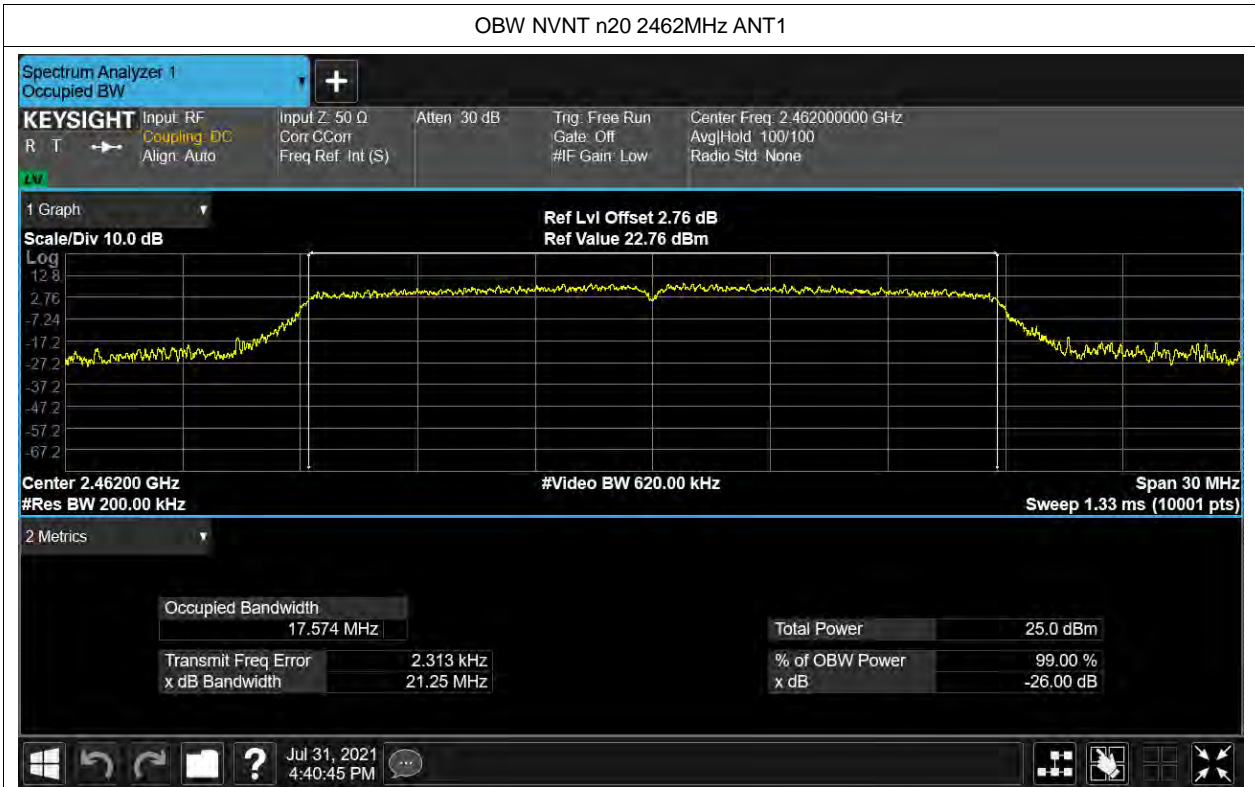 OBW NVNT n20 2462MHz ANT1
Spectrum Analyzer 1
Occupied BW
KEYSIGHT
R T
LXI
Input: RF
Coupling: DC
Align: Auto
Input Z: 50 Ω
Corr CCorr
Freq Ref: Int (S)
Atten: 30 dB
Trig: Free Run
Gate: Off
#IF Gain: Low
Center Freq: 2.462000000 GHz
Avg|Hold: 100/100
Radio Std: None
1 Graph
Scale/Div 10.0 dB
Ref Lvl Offset 2.76 dB
Ref Value 22.76 dBm
Log
12.8
2.76
-7.24
-17.2
-27.2
-37.2
-47.2
-57.2
-67.2
Center 2.46200 GHz
#Video BW 620.00 kHz
Span 30 MHz
#Res BW 200.00 kHz
Sweep 1.33 ms (10001 pts)
2 Metrics
Occupied Bandwidth
17.574 MHz
Total Power 25.0 dBm
Transmit Freq Error 2.313 kHz
% of OBW Power 99.00 %
x dB Bandwidth 21.25 MHz
x dB -26.00 dB
Jul 31, 2021
4:40:45 PM